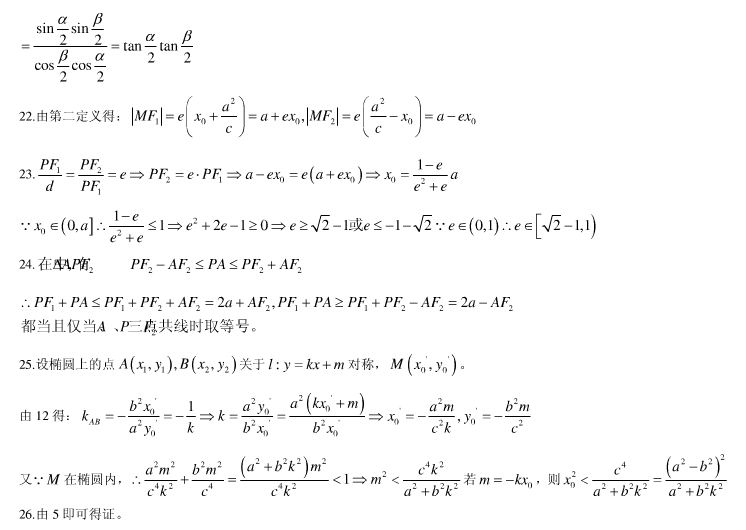 = (sin α/2 sin β/2)/(cos β/2 cos α/2) = tan α/2 tan β/2
22.由第二定义得：|MF₁| = e(x₀ + a²/c) = a + ex₀, |MF₂| = e(a²/c − x₀) = a − ex₀
23. PF₁/d = PF₂/PF₁ = e ⇒ PF₂ = e·PF₁ ⇒ a − ex₀ = e(a + ex₀) ⇒ x₀ = (1−e)/(e²+e) a
∵ x₀ ∈ (0,a] ∴ (1−e)/(e²+e) ≤ 1 ⇒ e² + 2e − 1 ≥ 0 ⇒ e ≥ √2 − 1或e ≤ −1 − √2 ∵ e ∈ (0,1) ∴ e ∈ [√2 − 1,1)
24. 在 PF₂ − AF₂ ≤ PA ≤ PF₂ + AF₂
∴ PF₁ + PA ≤ PF₁ + PF₂ + AF₂ = 2a + AF₂, PF₁ + PA ≥ PF₁ + PF₂ − AF₂ = 2a − AF₂
都当且仅当A、P、F₂三点共线时取等号。
25.设椭圆上的点 A(x₁,y₁), B(x₂,y₂)关于l : y = kx + m 对称， M(x₀',y₀')。
由 12 得： k_AB = −b²x₀'/a²y₀' = −1/k ⇒ k = a²y₀'/b²x₀' = a²(kx₀' + m)/b²x₀' ⇒ x₀' = −a²m/c²k, y₀' = −b²m/c²
又∵ M 在椭圆内，∴ a²m²/c⁴k² + b²m²/c⁴ = (a² + b²k²)m²/c⁴k² < 1 ⇒ m² < c⁴k²/(a² + b²k²) 若 m = −kx₀ ，则 x₀² < c⁴/(a² + b²k²) = (a² − b²)²/(a² + b²k²)
26.由 5 即可得证。